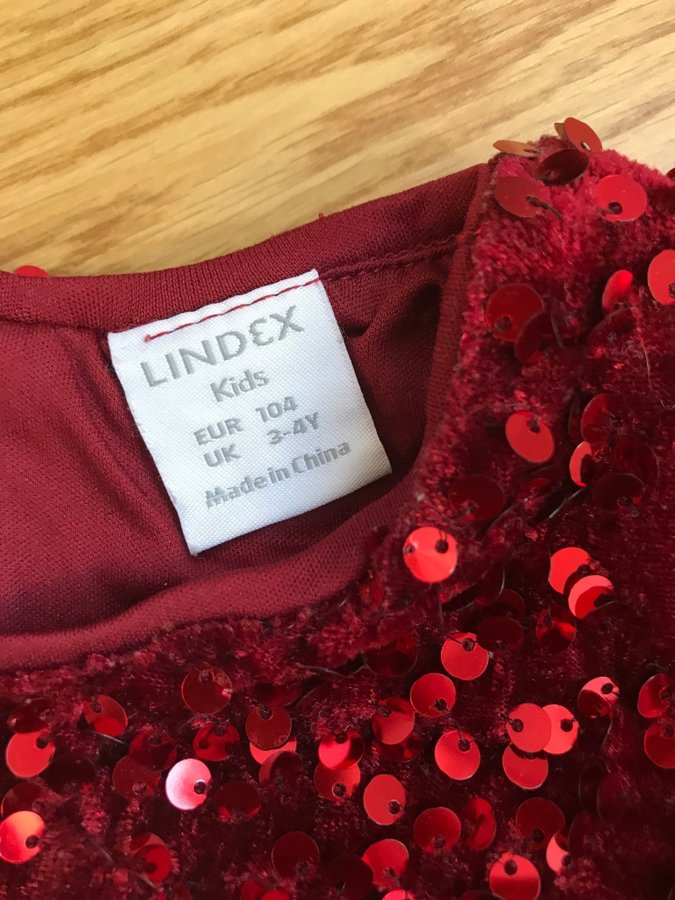 LINDEX
Kids
EUR 104
UK 3-4Y
Made in China